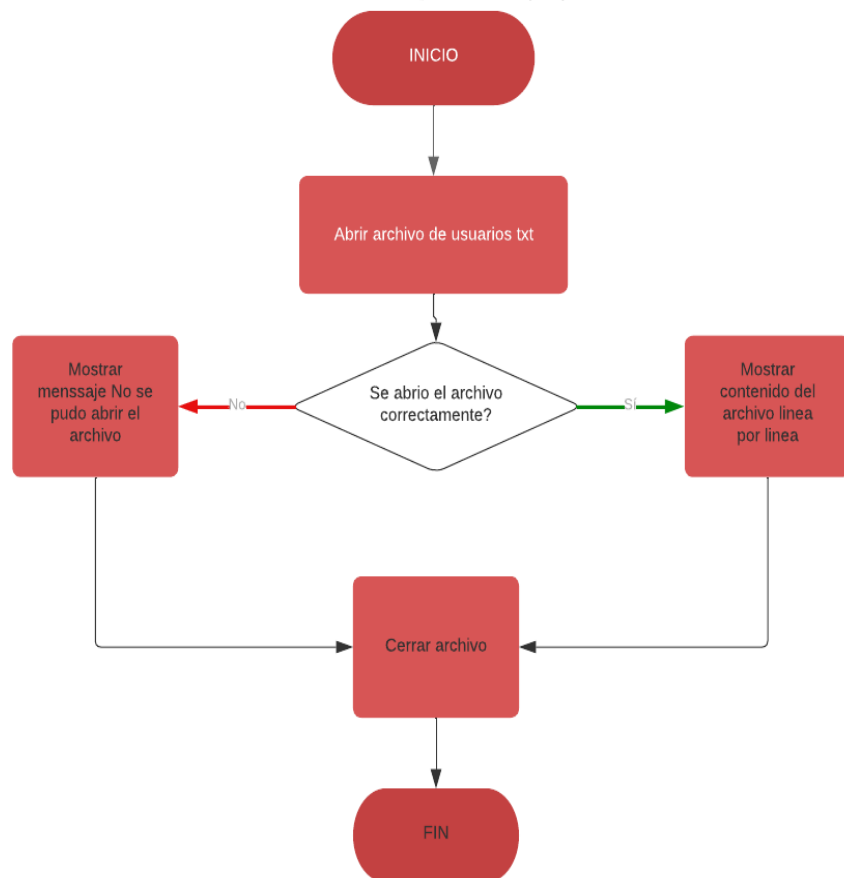 INICIO
Abrir archivo de usuarios txt
Se abrio el archivo
correctamente?
No
Sí
Mostrar
menssaje No se
pudo abrir el
archivo
Mostrar
contenido del
archivo linea
por linea
Cerrar archivo
FIN